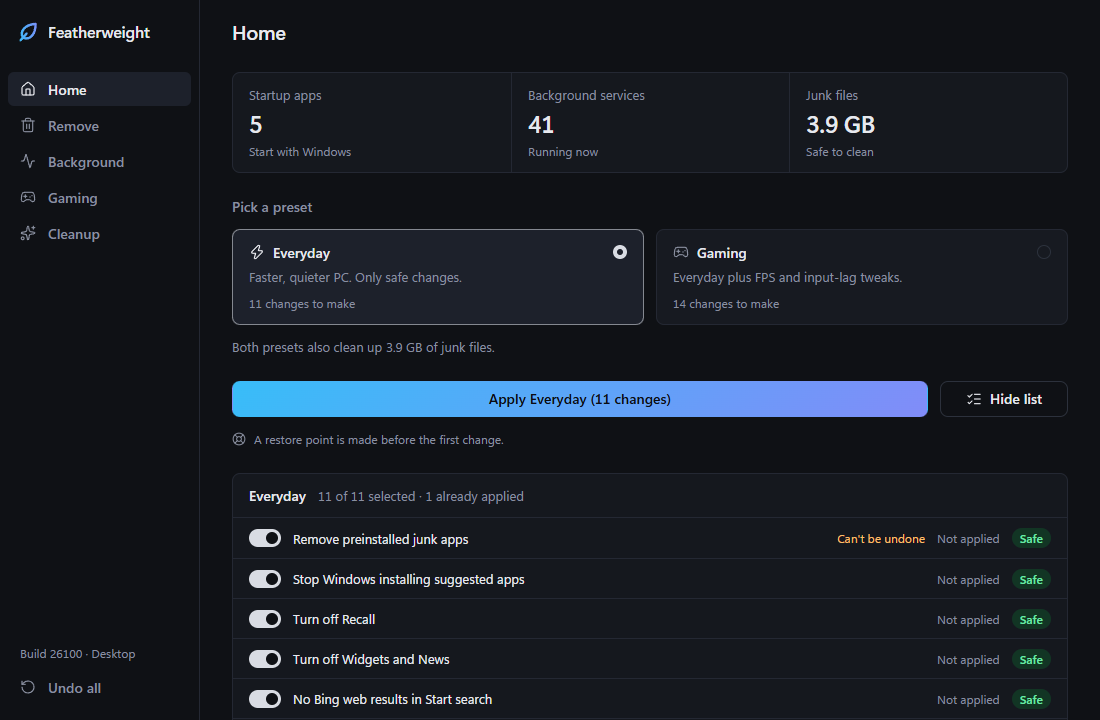 Featherweight
Home
Remove
Background
Gaming
Cleanup
Build 26100 · Desktop
Undo all
Home
Startup apps
5
Start with Windows
Background services
41
Running now
Junk files
3.9 GB
Safe to clean
Pick a preset
Everyday
Faster, quieter PC. Only safe changes.
11 changes to make
Gaming
Everyday plus FPS and input-lag tweaks.
14 changes to make
Both presets also clean up 3.9 GB of junk files.
Apply Everyday (11 changes)
Hide list
A restore point is made before the first change.
Everyday 11 of 11 selected · 1 already applied
Remove preinstalled junk apps Can't be undone Not applied Safe
Stop Windows installing suggested apps Not applied Safe
Turn off Recall Not applied Safe
Turn off Widgets and News Not applied Safe
No Bing web results in Start search Not applied Safe